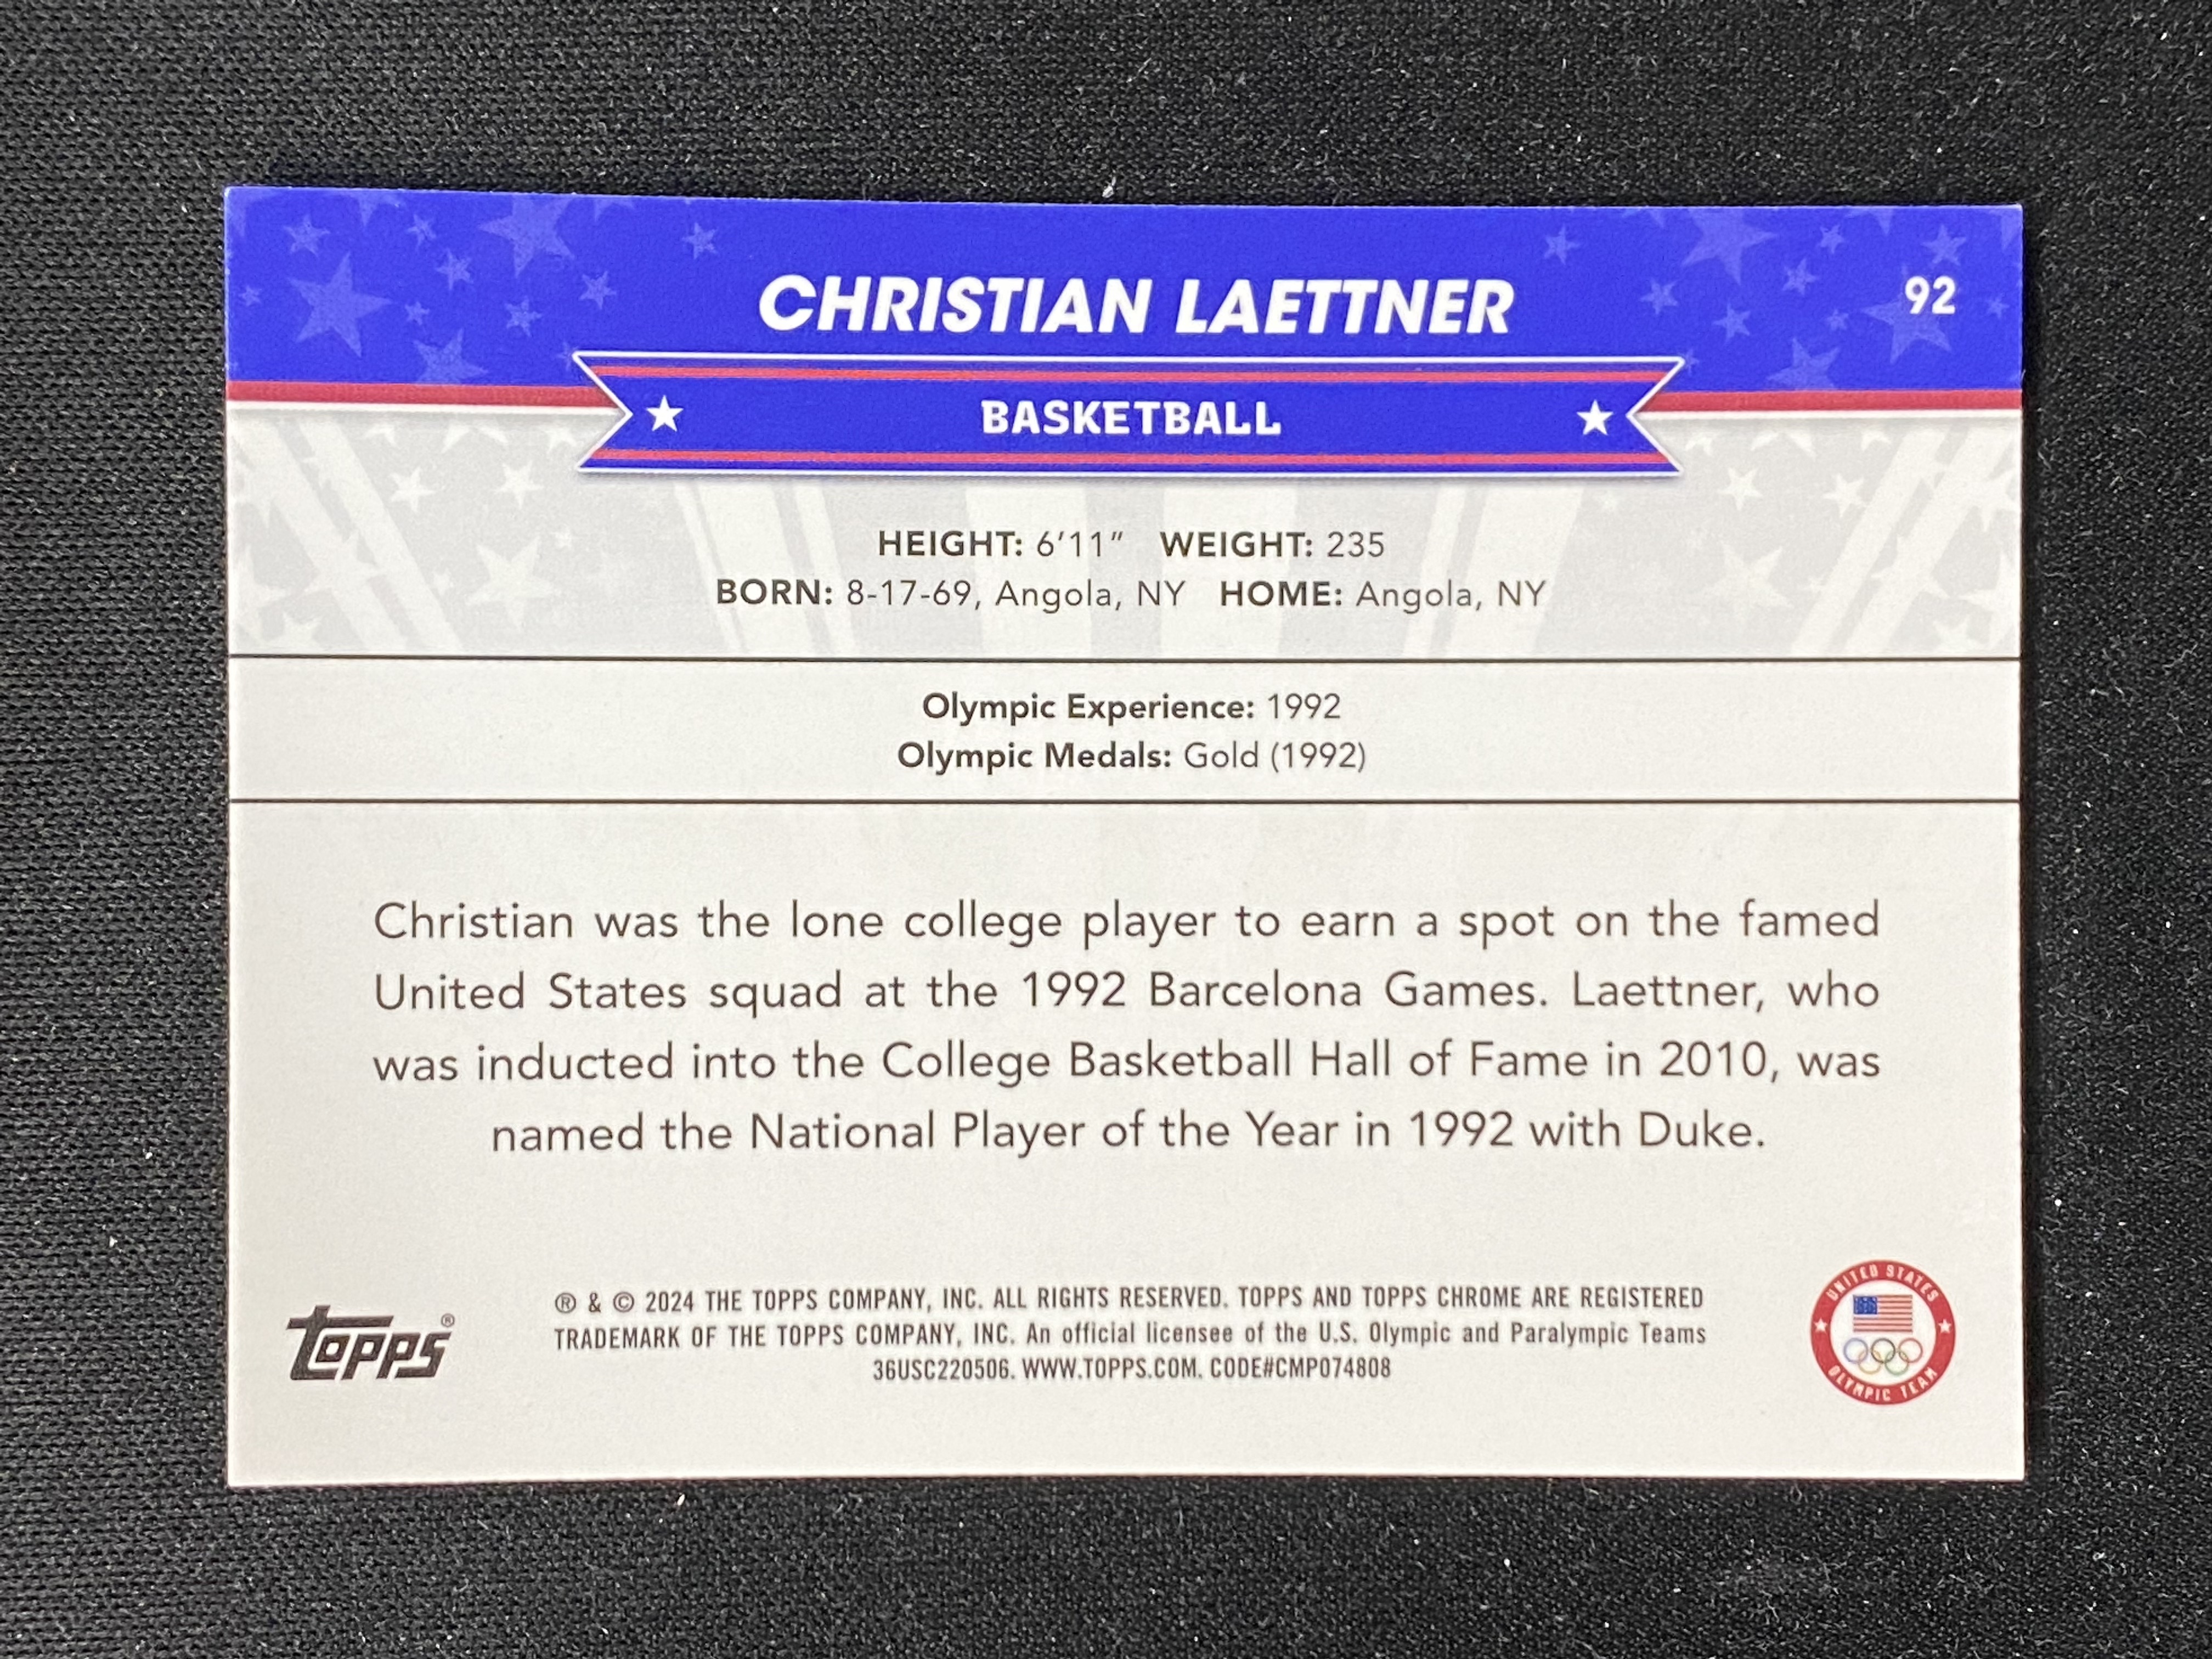 CHRISTIAN LAETTNER
92
BASKETBALL
HEIGHT: 6'11" WEIGHT: 235
BORN: 8-17-69, Angola, NY HOME: Angola, NY
Olympic Experience: 1992
Olympic Medals: Gold (1992)
Christian was the lone college player to earn a spot on the famed
United States squad at the 1992 Barcelona Games. Laettner, who
was inducted into the College Basketball Hall of Fame in 2010, was
named the National Player of the Year in 1992 with Duke.
Topps®
® & © 2024 THE TOPPS COMPANY, INC. ALL RIGHTS RESERVED. TOPPS AND TOPPS CHROME ARE REGISTERED
TRADEMARK OF THE TOPPS COMPANY, INC. An official licensee of the U.S. Olympic and Paralympic Teams
36USC220506. WWW.TOPPS.COM. CODE#CMP074808
UNITED STATES
OLYMPIC TEAM